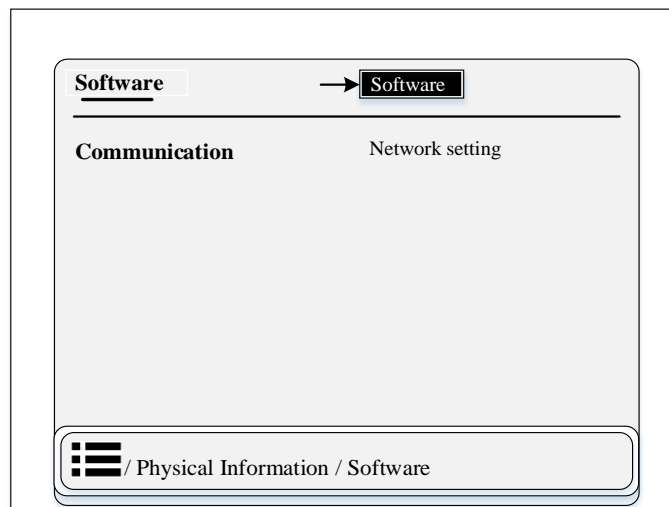 Software Software
Communication Network setting
/ Physical Information / Software